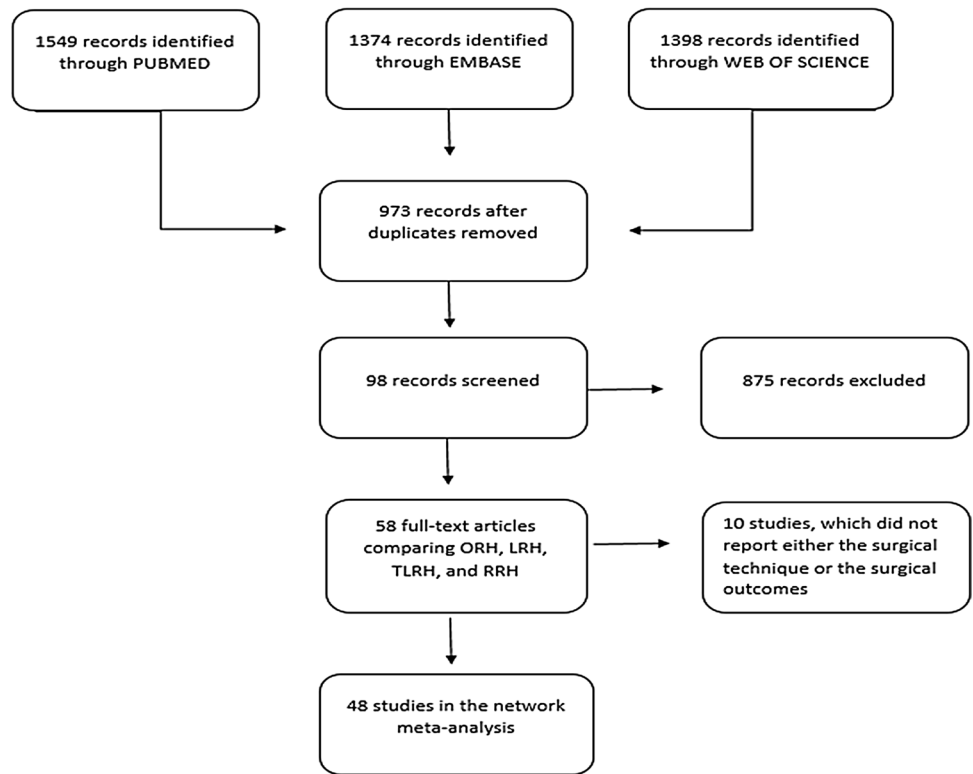 1549 records identified
through PUBMED
1374 records identified
through EMBASE
1398 records identified
through WEB OF SCIENCE
973 records after
duplicates removed
98 records screened
875 records excluded
58 full-text articles
comparing ORH, LRH,
TLRH, and RRH
10 studies, which did not
report either the surgical
technique or the surgical
outcomes
48 studies in the network
meta-analysis